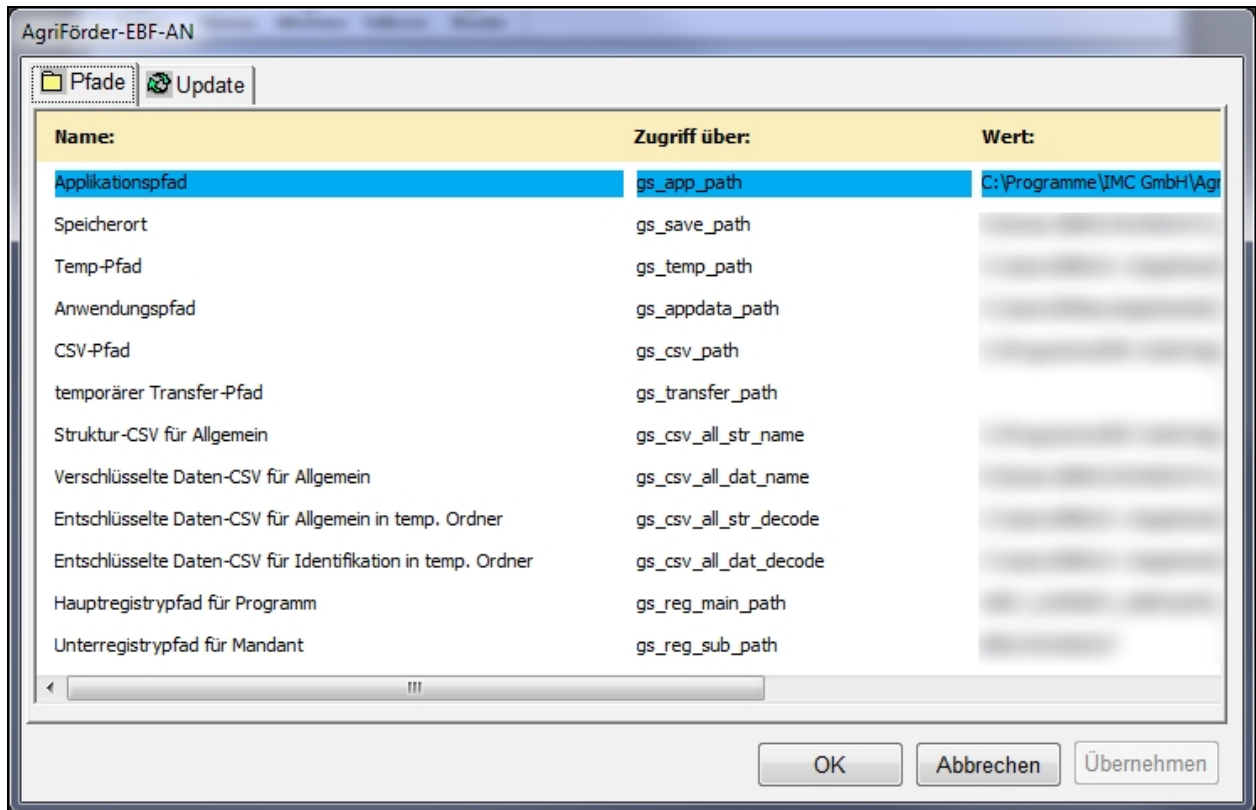 AgriFörder-EBF-AN
Pfade Update
Name: Zugriff über: Wert:
Applikationspfad gs_app_path C:\Programme\IMC GmbH\Agr
Speicherort gs_save_path
Temp-Pfad gs_temp_path
Anwendungspfad gs_appdata_path
CSV-Pfad gs_csv_path
temporärer Transfer-Pfad gs_transfer_path
Struktur-CSV für Allgemein gs_csv_all_str_name
Verschlüsselte Daten-CSV für Allgemein gs_csv_all_dat_name
Entschlüsselte Daten-CSV für Allgemein in temp. Ordner gs_csv_all_str_decode
Entschlüsselte Daten-CSV für Identifikation in temp. Ordner gs_csv_all_dat_decode
Hauptregistrypfad für Programm gs_reg_main_path
Unterregistrypfad für Mandant gs_reg_sub_path
OK Abbrechen Übernehmen